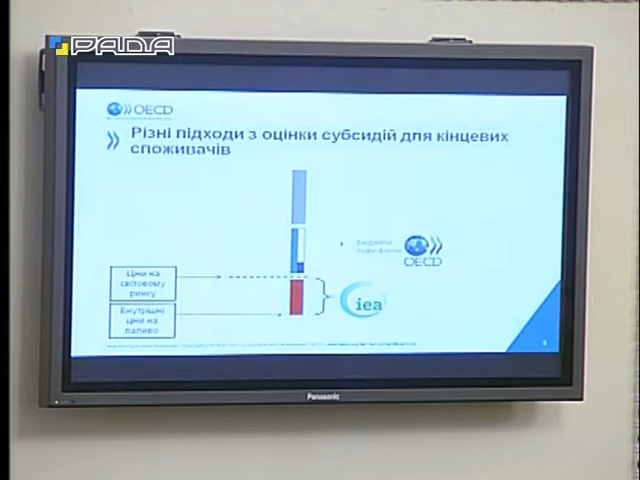 РАДА
OECD
Різні підходи з оцінки субсидій для кінцевих
споживачів
OECD
Ціни на
світовому
ринку
iea
Внутрішні
ціни на
паливо
Panasonic